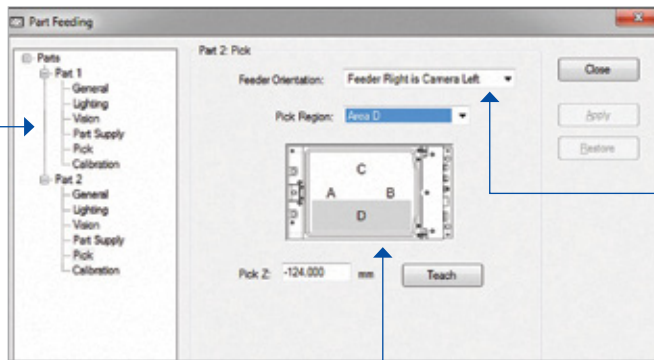 Part Feeding
Parts
Part 1
General
Lighting
Vision
Part Supply
Pick
Calibration
Part 2
General
Lighting
Vision
Part Supply
Pick
Calibration
Part 2: Pick
Feeder Orientation: Feeder Right is Camera Left
Pick Region: Area D
C
A B
D
Pick Z: -124.000 mm Teach
Close
Apply
Restore